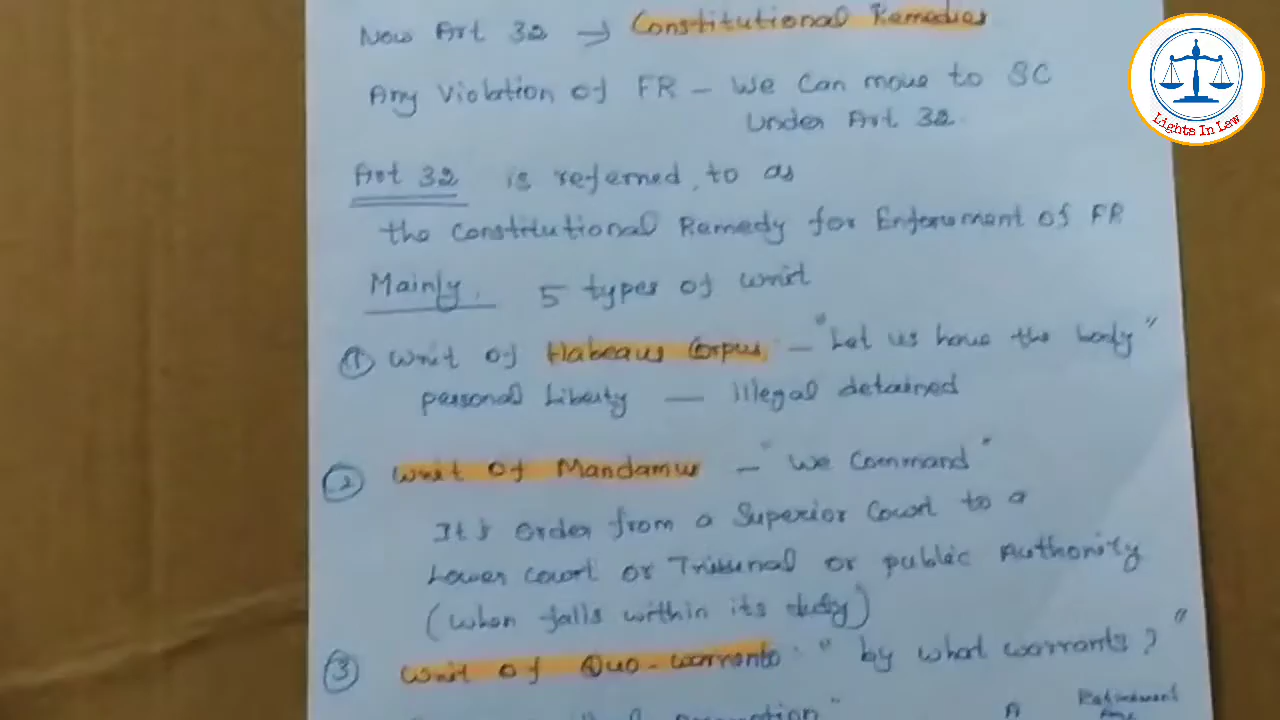 Now Art 32 → Constitutional Remedies
Any Violation of FR – We Can move to SC
under Art 32
Art 32 is referred to as
the Constitutional Remedy for Enforcement of FR
Mainly. 5 types of writ
① Writ of Habeaus Corpus, – "Let us have the body"
personal Liberty — illegal detained
② Writ of Mandamus – "We Command"
It's order from a Superior Court to a
Lower court or Tribunal or public Authority
(when falls within its duty)
③ Writ of Quo-warranto. "by what warrants?"
A
Lights In Law